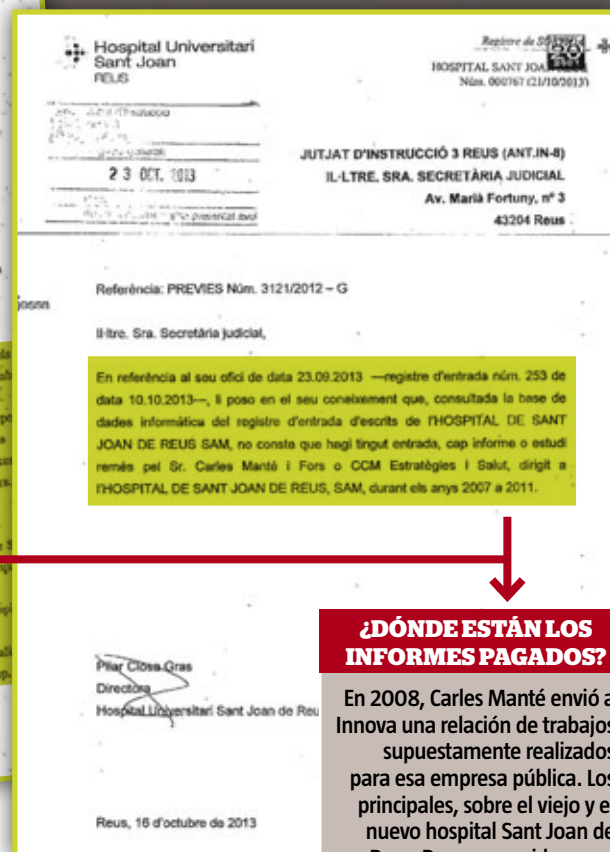 Hospital Universitari
Sant Joan
REUS
Registre de
HOSPITAL SANT
Núm. 000767 (21/10/2013)
23 OCT. 2013
JUTJAT D'INSTRUCCIÓ 3 REUS (ANT.IN-8)
IL·LTRE. SRA. SECRETÀRIA JUDICIAL
Av. Marià Fortuny, nº 3
43204 Reus
Referència: PREVIES Núm. 3121/2012 – G
Il·ltre. Sra. Secretària judicial,
En referència al seu ofici de data 23.09.2013 —registre d'entrada núm. 253 de
data 10.10.2013—, li poso en el seu coneixement que, consultada la base de
dades informàtica del registre d'entrada d'escrits de l'HOSPITAL DE SANT
JOAN DE REUS SAM, no consta que hagi tingut entrada, cap informe o estudi
remès pel Sr. Carles Manté i Fors o CCM Estratègies i Salut, dirigit a
l'HOSPITAL DE SANT JOAN DE REUS, SAM, durant els anys 2007 a 2011.
Pilar Closa Gras
Directora
Hospital Universitari Sant Joan de Reu
Reus, 16 d'octubre de 2013
¿DÓNDE ESTÁN LOS
INFORMES PAGADOS?
En 2008, Carles Manté envió a
Innova una relación de trabajos
supuestamente realizados
para esa empresa pública. Los
principales, sobre el viejo y e
nuevo hospital Sant Joan de